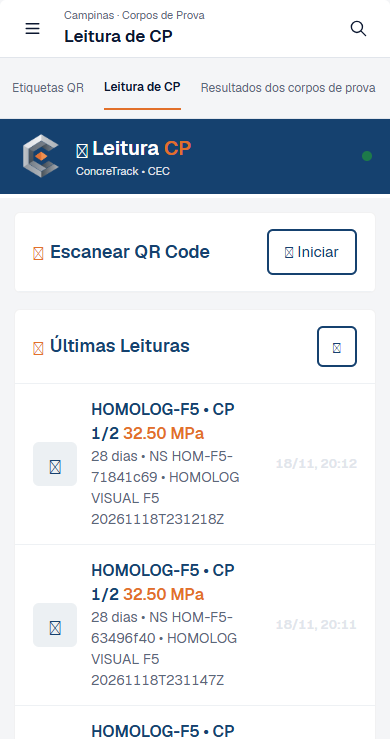 Campinas · Corpos de Prova
Leitura de CP
Etiquetas QR
Leitura de CP
Resultados dos corpos de prova
Leitura CP
ConcreTrack • CEC
Escanear QR Code
Iniciar
Últimas Leituras
HOMOLOG-F5 • CP
1/2 32.50 MPa
28 dias • NS HOM-F5-
71841c69 • HOMOLOG
VISUAL F5
20261118T231218Z
18/11, 20:12
HOMOLOG-F5 • CP
1/2 32.50 MPa
28 dias • NS HOM-F5-
63496f40 • HOMOLOG
VISUAL F5
20261118T231147Z
18/11, 20:11
HOMOLOG-F5 • CP